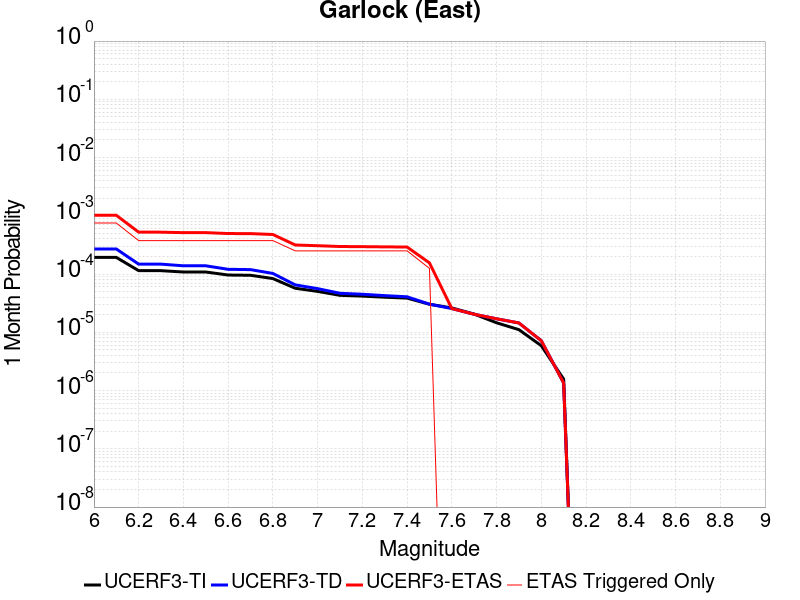 Garlock (East)
10^0
10^-1
10^-2
10^-3
10^-4
10^-5
10^-6
10^-7
10^-8
1 Month Probability
6 6.2 6.4 6.6 6.8 7 7.2 7.4 7.6 7.8 8 8.2 8.4 8.6 8.8 9
Magnitude
UCERF3-TI UCERF3-TD UCERF3-ETAS ETAS Triggered Only